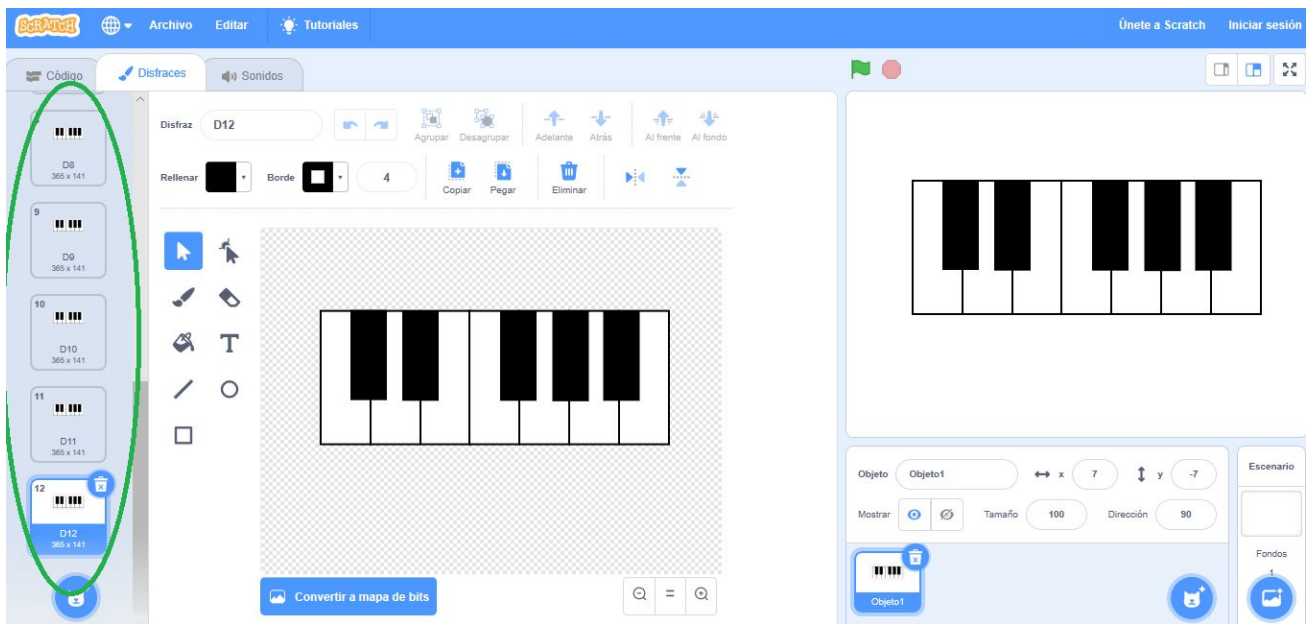 SCRATCH Archivo Editar Tutoriales Únete a Scratch Iniciar sesión
Código Disfraces Sonidos
Disfraz D12 Agrupar Desagrupar Adelante Atrás Al frente Al fondo
Rellenar Borde 4 Copiar Pegar Eliminar
D8
365 x 141
9
D9
365 x 141
10
D10
365 x 141
11
D11
365 x 141
12
D12
365 x 141
T
Convertir a mapa de bits =
Objeto Objeto1 x 7 y -7
Mostrar Tamaño 100 Dirección 90
Objeto1
Escenario
Fondos
1